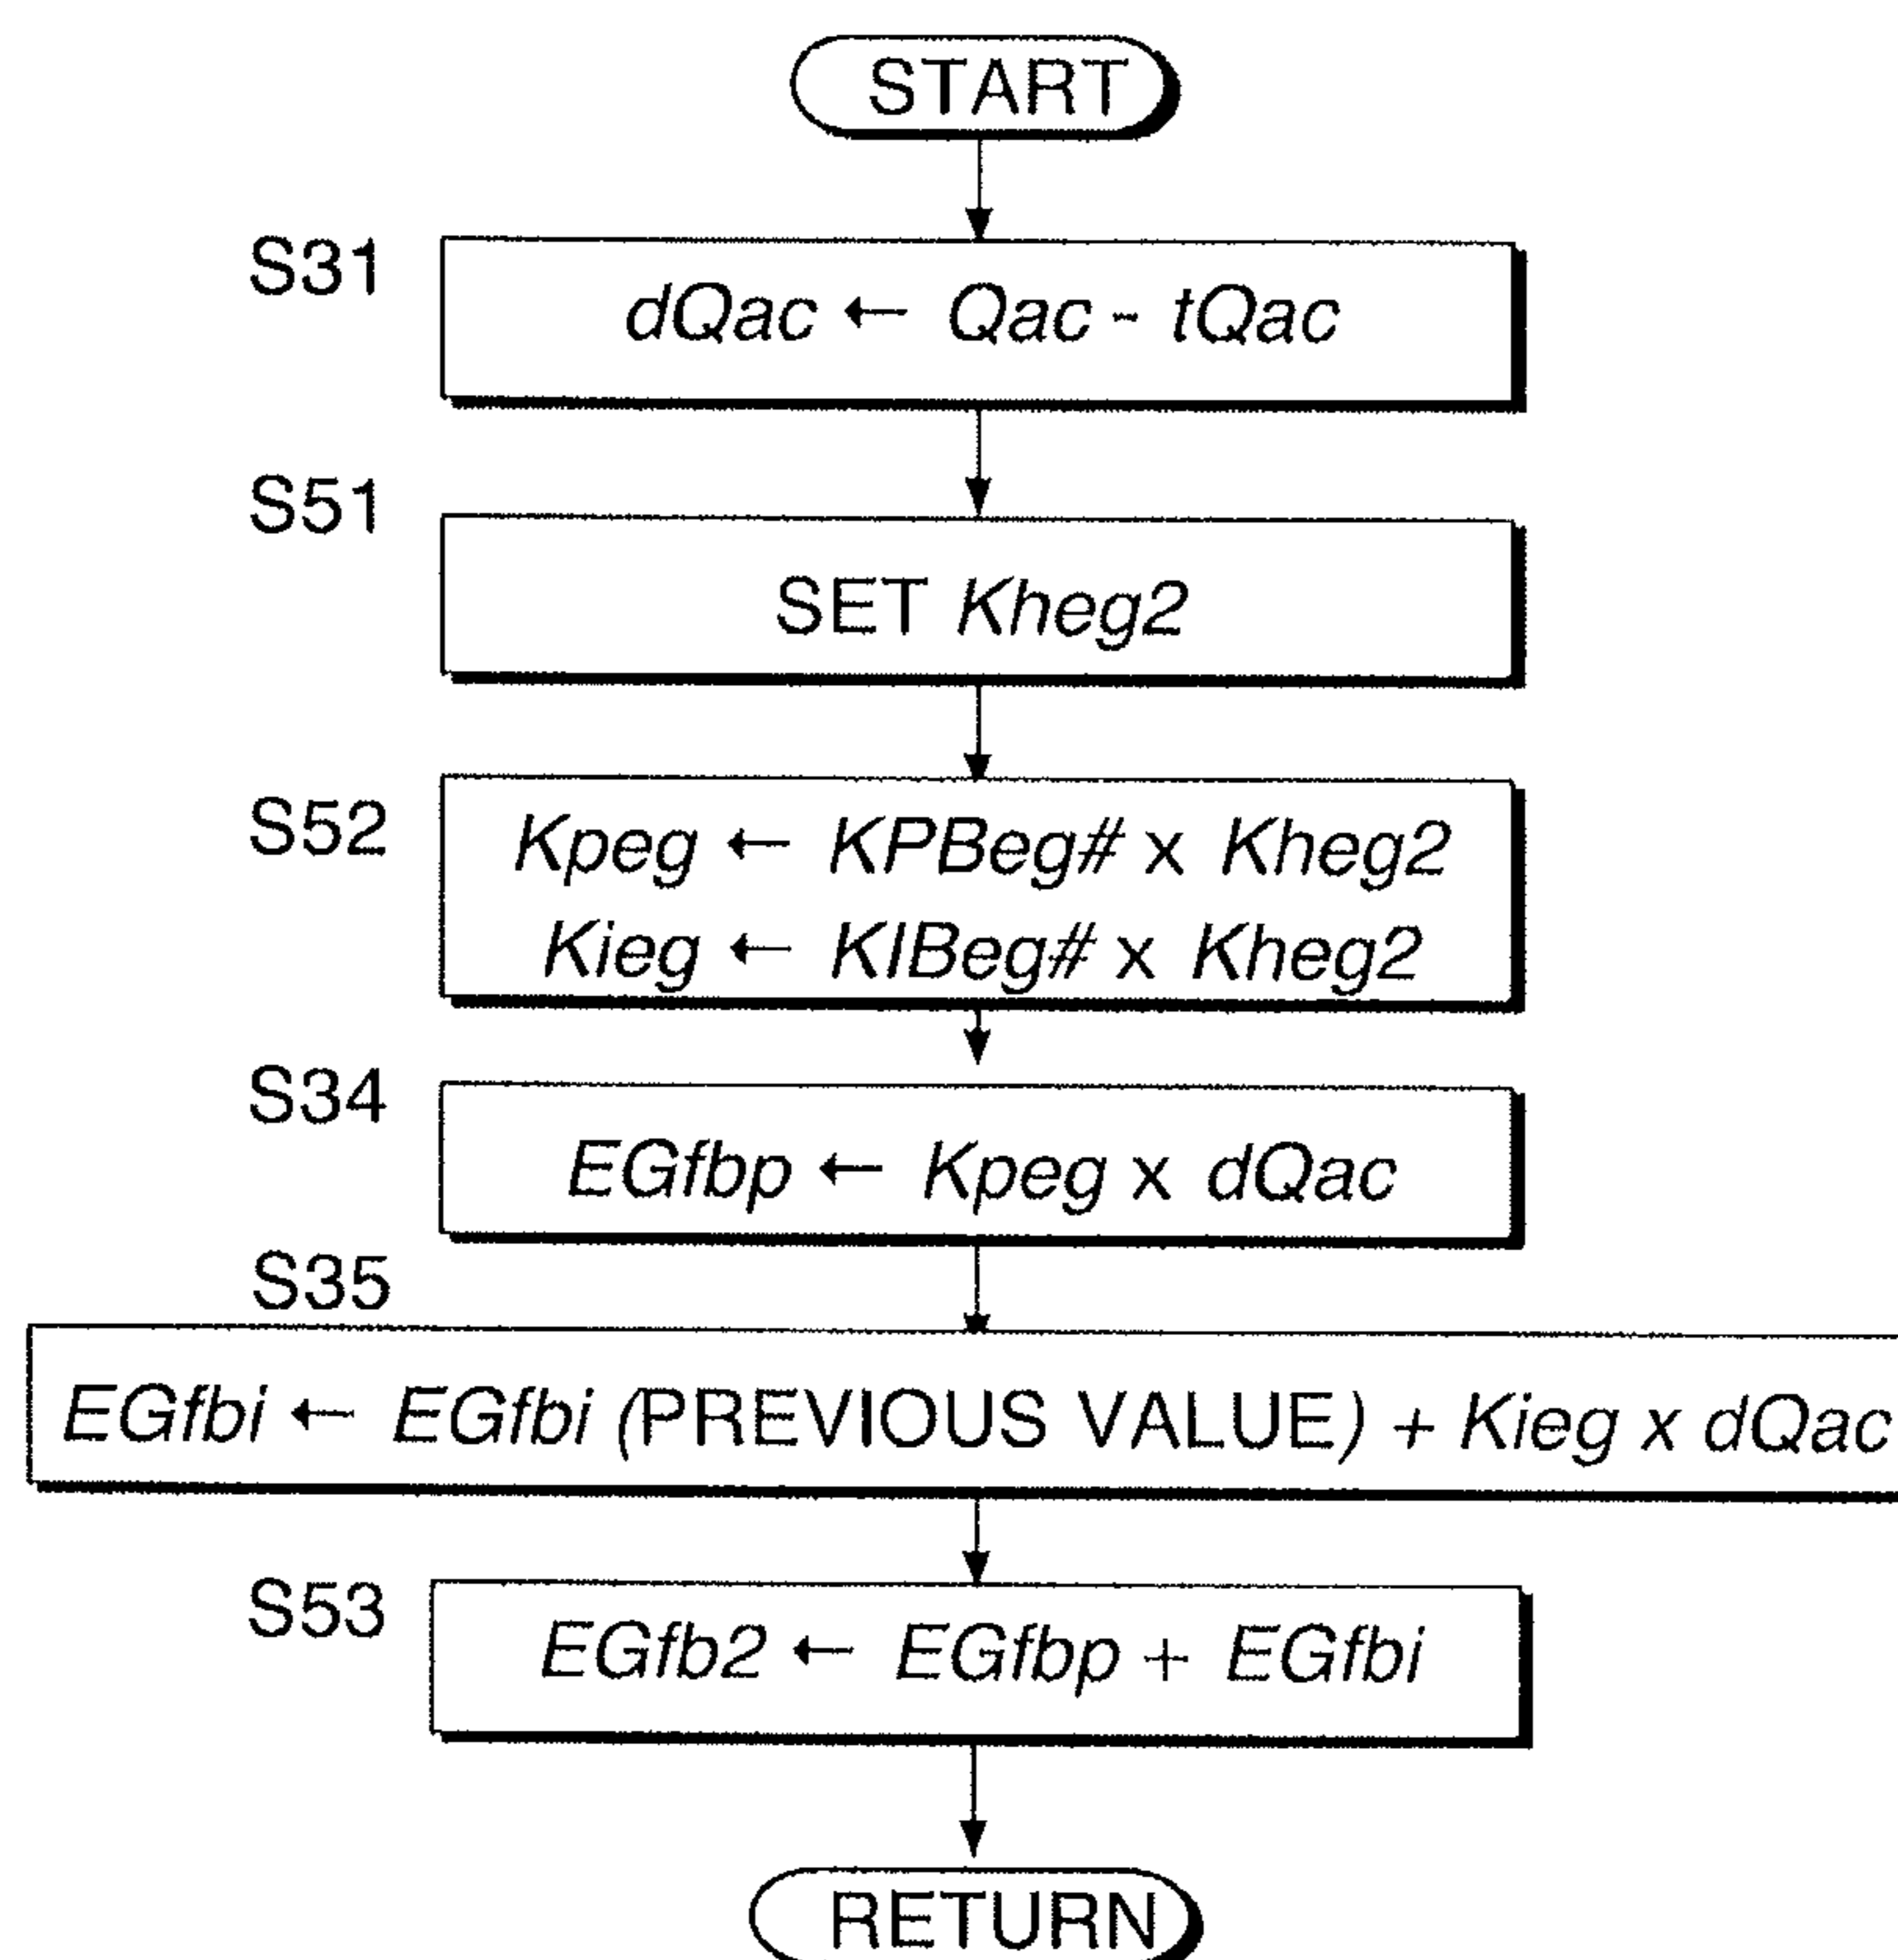 START
S31
dQac ← Qac - tQac
S51
SET Kheg2
S52
Kpeg ← KPBeg# x Kheg2
Kieg ← KIBeg# x Kheg2
S34
EGfbp ← Kpeg x dQac
S35
EGfbi ← EGfbi (PREVIOUS VALUE) + Kieg x dQac
S53
EGfb2 ← EGfbp + EGfbi
RETURN